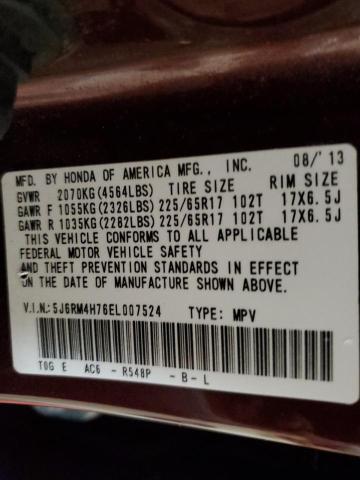 MFD. BY HONDA OF AMERICA MFG., INC. 08/'13
GVWR 2070KG(4564LBS) TIRE SIZE RIM SIZE
GAWR F 1055KG(2326LBS) 225/65R17 102T 17X6.5J
GAWR R 1035KG(2282LBS) 225/65R17 102T 17X6.5J
THIS VEHICLE CONFORMS TO ALL APPLICABLE
FEDERAL MOTOR VEHICLE SAFETY
AND THEFT PREVENTION STANDARDS IN EFFECT
ON THE DATE OF MANUFACTURE SHOWN ABOVE.
V.I.N.:5J6RM4H76EL007524 TYPE: MPV
T0G E AC6 - R548P - B - L